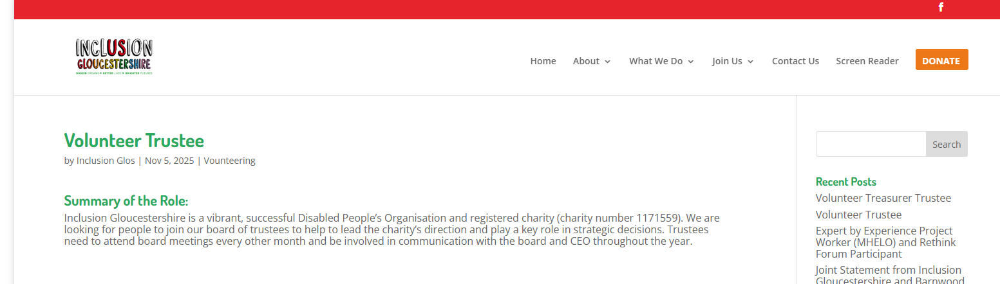 f
INCLUSION
GLOUCESTERSHIRE
BIGGER DREAMS > BETTER LIVES > BRIGHTER FUTURES
Home About What We Do Join Us Contact Us Screen Reader DONATE
Volunteer Trustee
by Inclusion Glos | Nov 5, 2025 | Vounteering
Summary of the Role:
Inclusion Gloucestershire is a vibrant, successful Disabled People’s Organisation and registered charity (charity number 1171559). We are
looking for people to join our board of trustees to help to lead the charity’s direction and play a key role in strategic decisions. Trustees
need to attend board meetings every other month and be involved in communication with the board and CEO throughout the year.
Search
Recent Posts
Volunteer Treasurer Trustee
Volunteer Trustee
Expert by Experience Project
Worker (MHELO) and Rethink
Forum Participant
Joint Statement from Inclusion
Gloucestershire and Barnwood